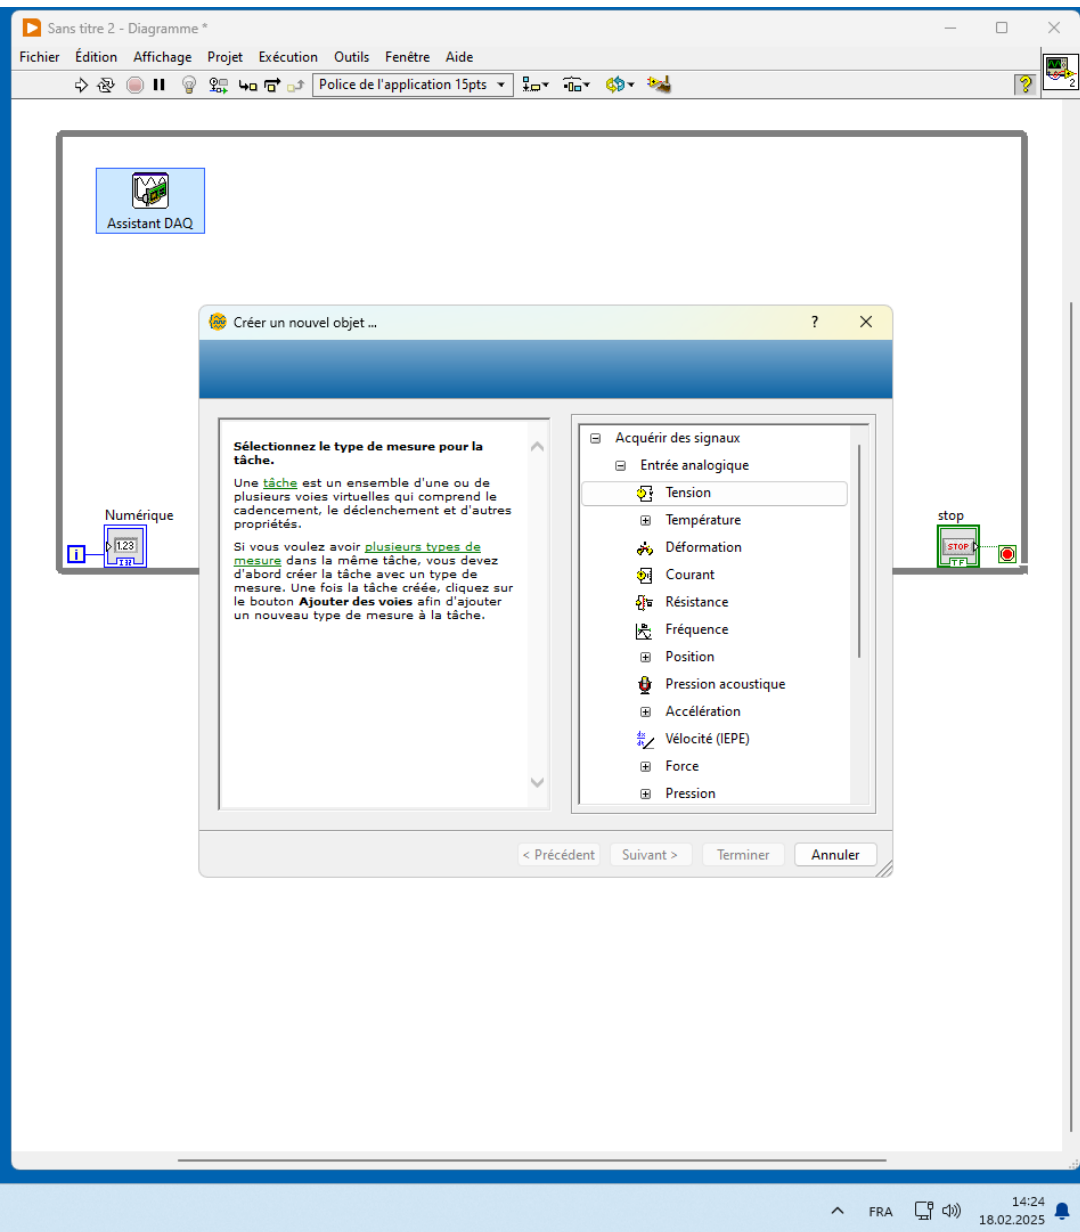 Sans titre 2 - Diagramme *
Fichier Édition Affichage Projet Exécution Outils Fenêtre Aide
Police de l'application 15pts
2
Assistant DAQ
Créer un nouvel objet ...
?
Sélectionnez le type de mesure pour la
tâche.
Une tâche est un ensemble d'une ou de
plusieurs voies virtuelles qui comprend le
cadencement, le déclenchement et d'autres
propriétés.
Si vous voulez avoir plusieurs types de
mesure dans la même tâche, vous devez
d'abord créer la tâche avec un type de
mesure. Une fois la tâche créée, cliquez sur
le bouton Ajouter des voies afin d'ajouter
un nouveau type de mesure à la tâche.
Acquérir des signaux
Entrée analogique
Tension
Température
Déformation
Courant
Résistance
Fréquence
Position
Pression acoustique
Accélération
Vélocité (IEPE)
Force
Pression
< Précédent Suivant > Terminer Annuler
Numérique
1.23
i
stop
STOP
TF
FRA
14:24
18.02.2025